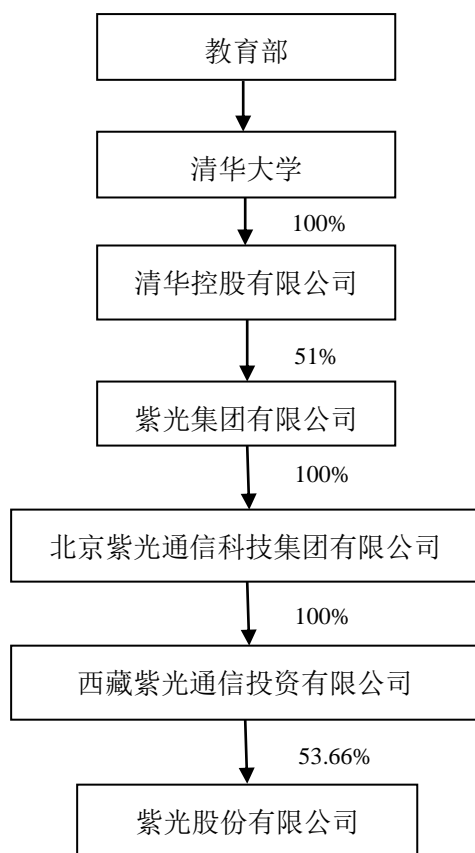 教育部
清华大学
100%
清华控股有限公司
51%
紫光集团有限公司
100%
北京紫光通信科技集团有限公司
100%
西藏紫光通信投资有限公司
53.66%
紫光股份有限公司